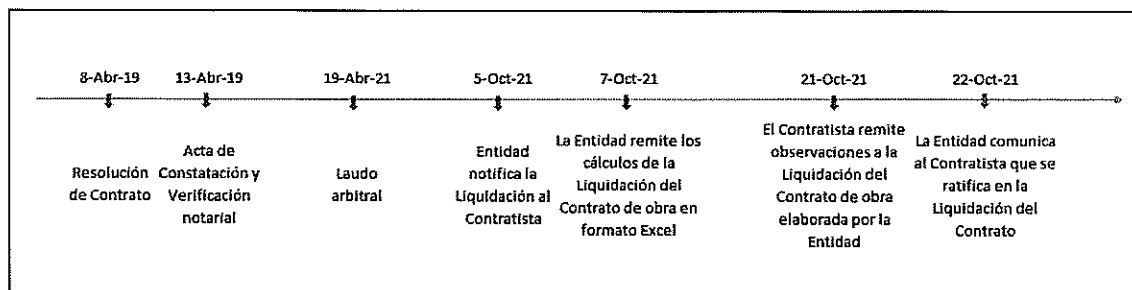 8-Abr-19
Resolución
de Contrato
13-Abr-19
Acta de
Constatación y
Verificación
notarial
19-Abr-21
Laudo
arbitral
5-Oct-21
Entidad
notifica la
Liquidación al
Contratista
7-Oct-21
La Entidad remite los
cálculos de la
Liquidación del
Contrato de obra en
formato Excel
21-Oct-21
El Contratista remite
observaciones a la
Liquidación del
Contrato de obra
elaborada por la
Entidad
22-Oct-21
La Entidad comunica
al Contratista que se
ratifica en la
Liquidación del
Contrato